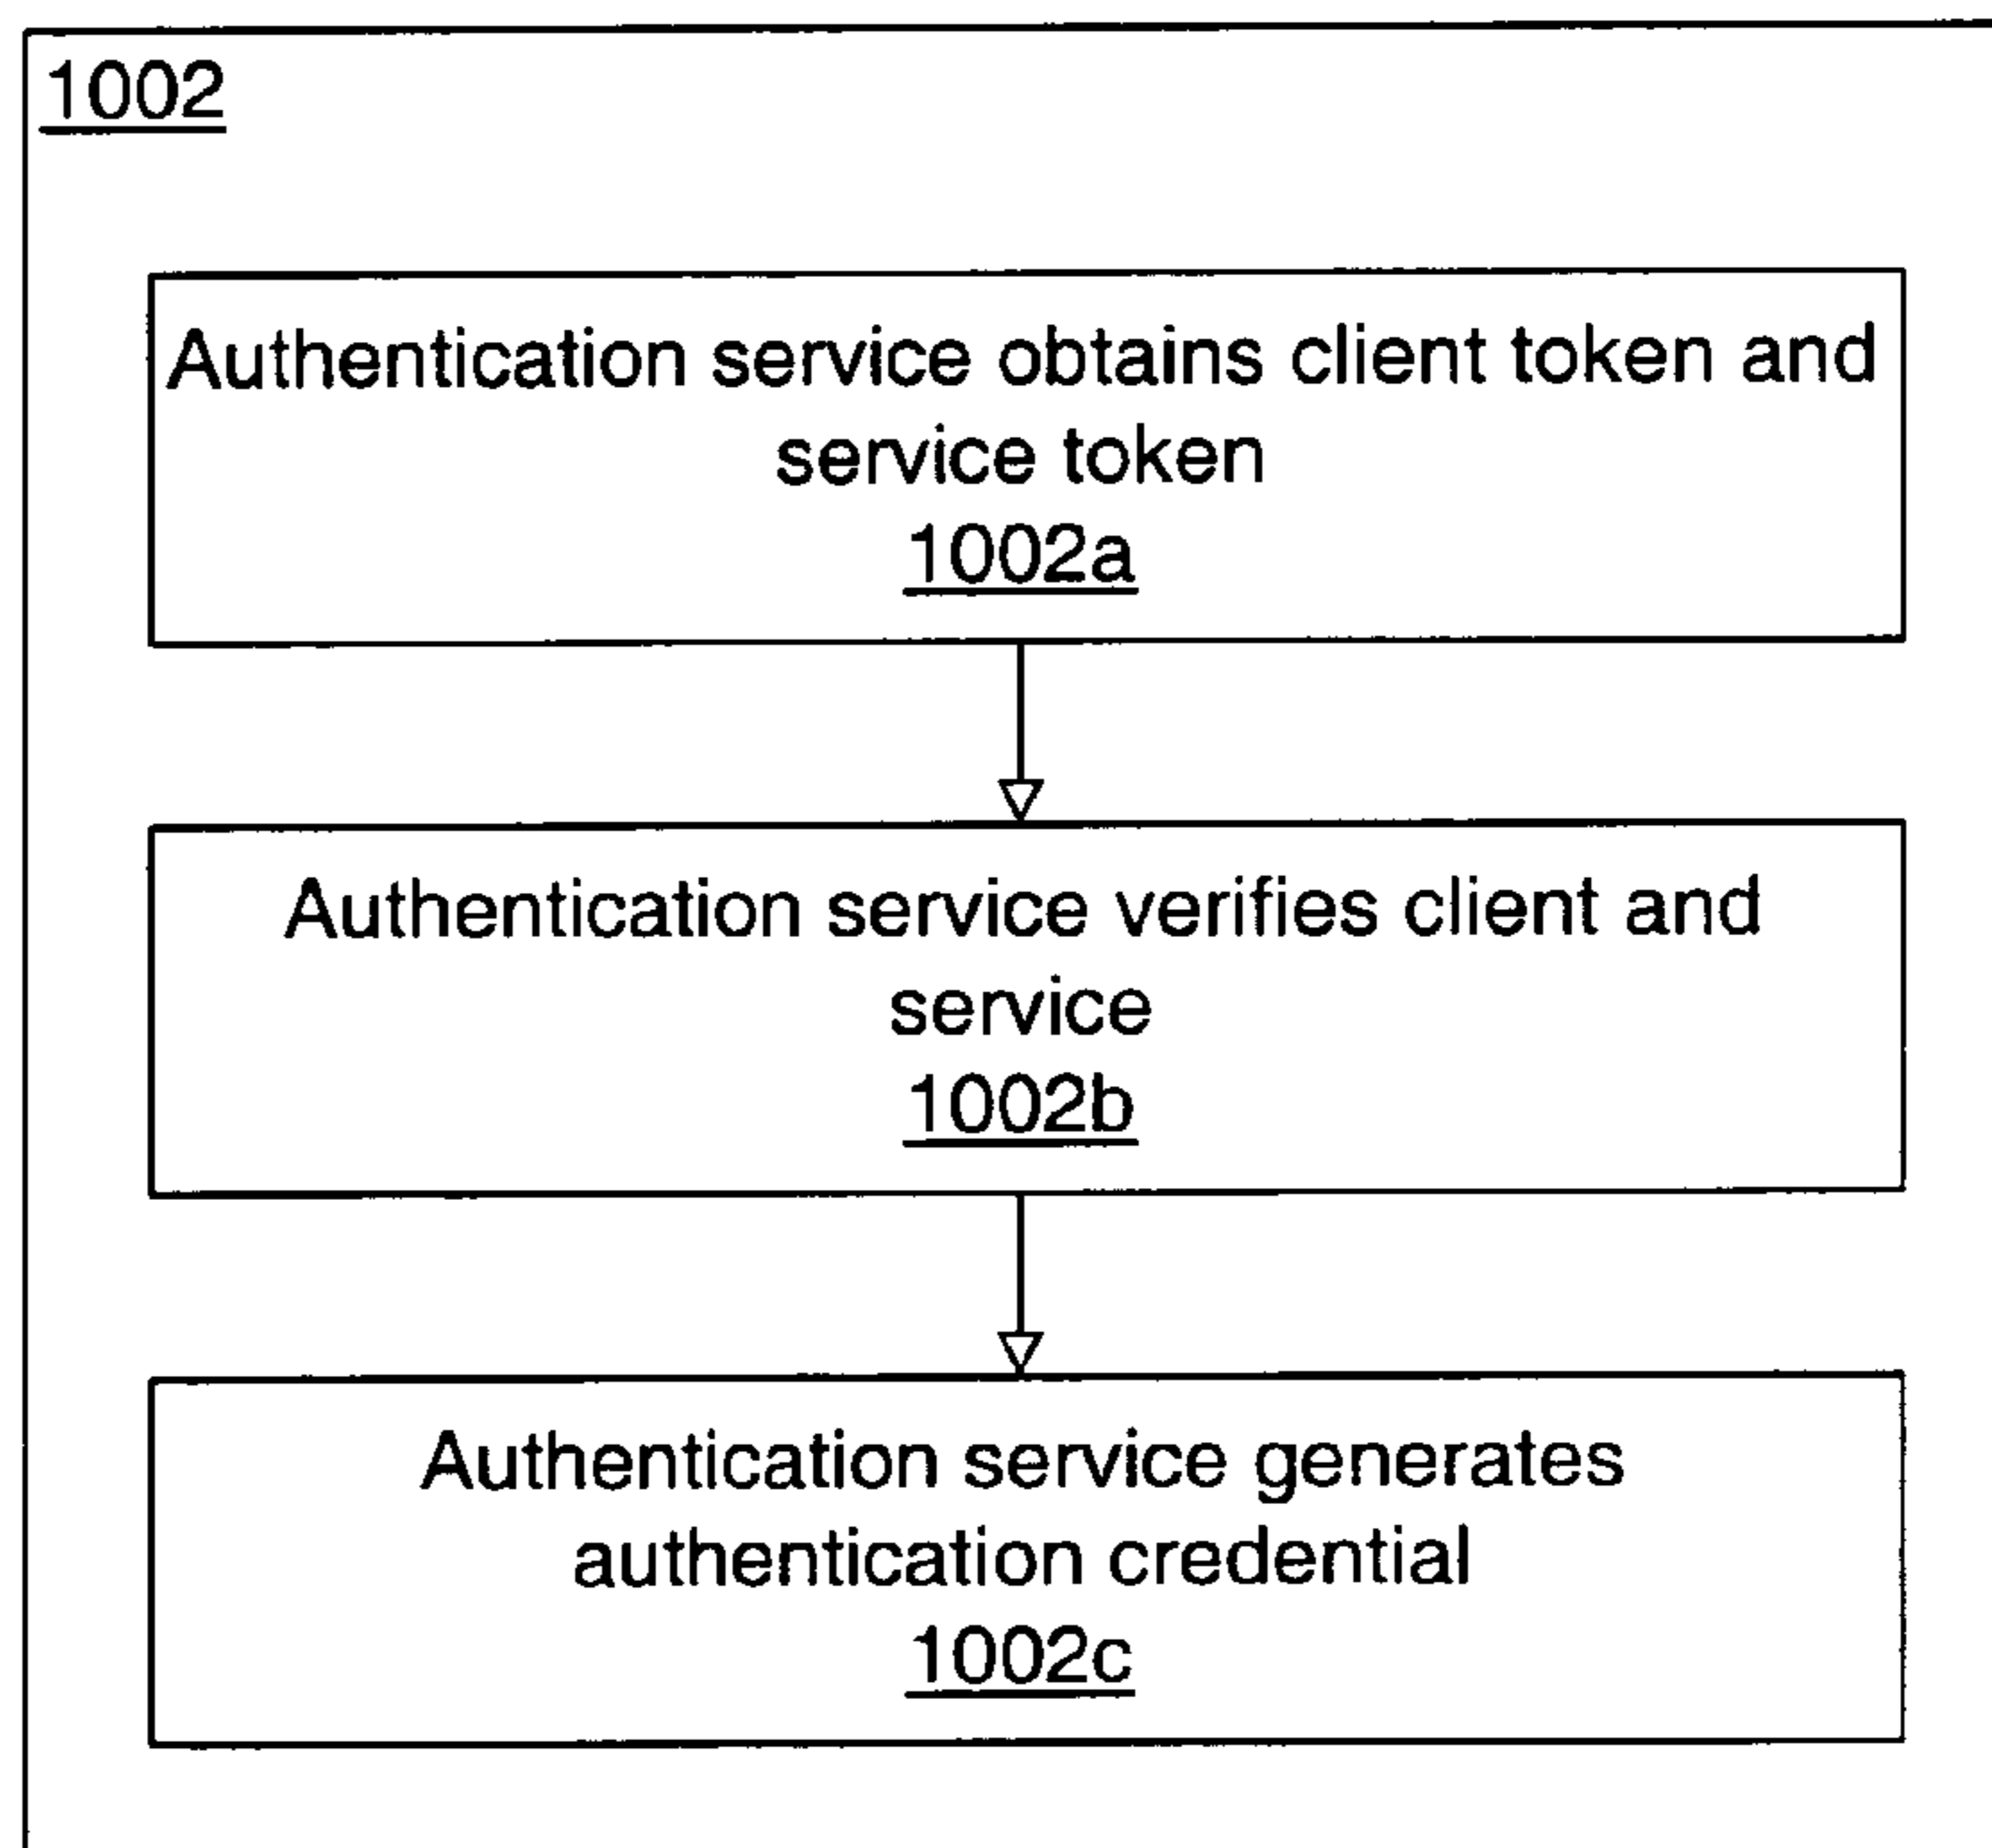 1002
Authentication service obtains client token and
service token
1002a
Authentication service verifies client and
service
1002b
Authentication service generates
authentication credential
1002c